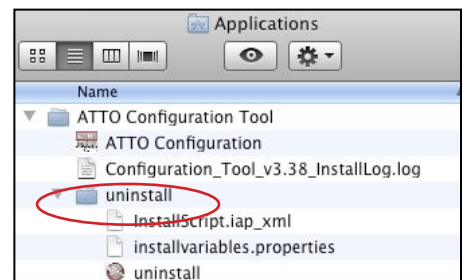 Applications
Name
ATTO Configuration Tool
ATTO Configuration
Configuration_Tool_v3.38_InstallLog.log
uninstall
InstallScript.iap_xml
installvariables.properties
uninstall